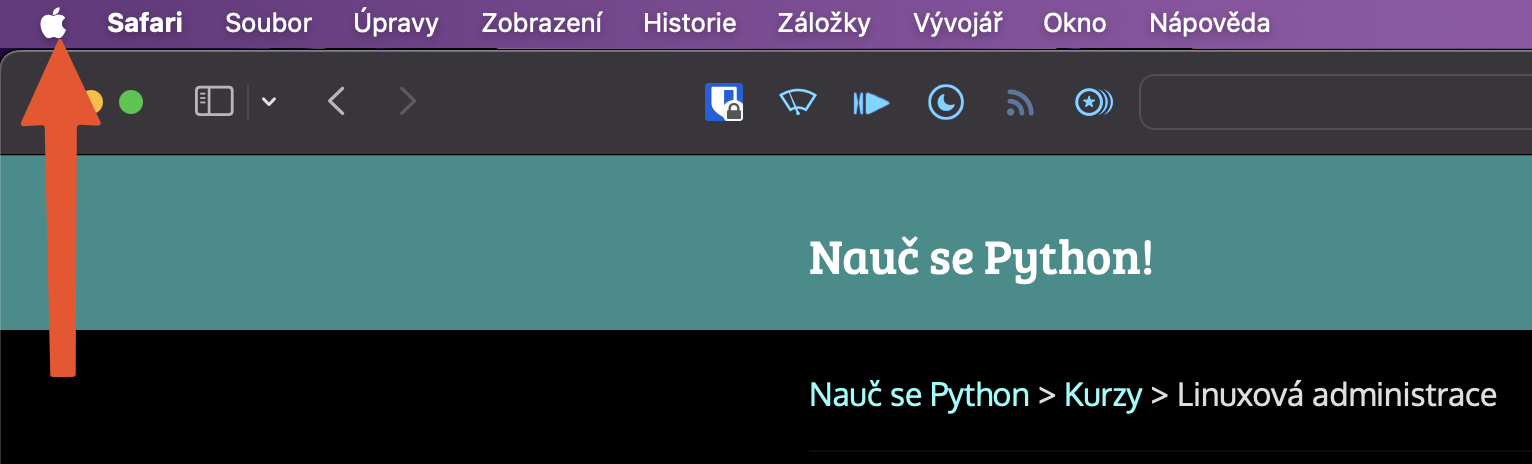 Safari Soubor Úpravy Zobrazení Historie Záložky Vývojář Okno Nápověda
Nauč se Python!
Nauč se Python > Kurzy > Linuxová administrace